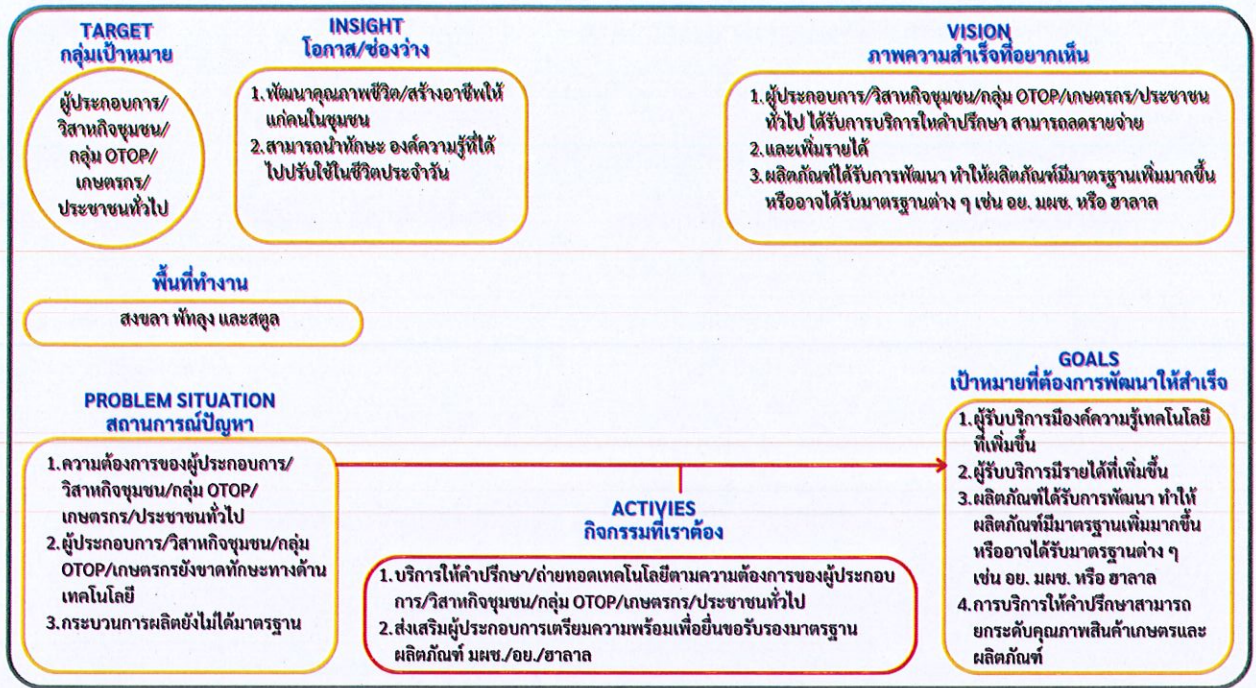 TARGET
กลุ่มเป้าหมาย
ผู้ประกอบการ/
วิสาหกิจชุมชน/
กลุ่ม OTOP/
เกษตรกร/
ประชาชนทั่วไป
INSIGHT
โอกาส/ช่องว่าง
1.พัฒนาคุณภาพชีวิต/สร้างอาชีพให้
แก่คนในชุมชน
2.สามารถนำทักษะ องค์ความรู้ที่ได้
ไปปรับใช้ในชีวิตประจำวัน
VISION
ภาพความสำเร็จที่อยากเห็น
1.ผู้ประกอบการ/วิสาหกิจชุมชน/กลุ่ม OTOP/เกษตรกร/ประชาชน
ทั่วไป ได้รับการบริการให้คำปรึกษา สามารถลดรายจ่าย
2.และเพิ่มรายได้
3.ผลิตภัณฑ์ได้รับการพัฒนา ทำให้ผลิตภัณฑ์มีมาตรฐานเพิ่มมากขึ้น
หรืออาจได้รับมาตรฐานต่าง ๆ เช่น อย. มผช. หรือ ฮาลาล
พื้นที่ทำงาน
สงขลา พัทลุง และสตูล
PROBLEM SITUATION
สถานการณ์ปัญหา
1.ความต้องการของผู้ประกอบการ/
วิสาหกิจชุมชน/กลุ่ม OTOP/
เกษตรกร/ประชาชนทั่วไป
2.ผู้ประกอบการ/วิสาหกิจชุมชน/กลุ่ม
OTOP/เกษตรกรยังขาดทักษะทางด้าน
เทคโนโลยี
3.กระบวนการผลิตยังไม่ได้มาตรฐาน
ACTIVIES
กิจกรรมที่เราต้อง
1.บริการให้คำปรึกษา/ถ่ายทอดเทคโนโลยีตามความต้องการของผู้ประกอบ
การ/วิสาหกิจชุมชน/กลุ่ม OTOP/เกษตรกร/ประชาชนทั่วไป
2.ส่งเสริมผู้ประกอบการเตรียมความพร้อมเพื่อยื่นขอรับรองมาตรฐาน
ผลิตภัณฑ์ มผช./อย./ฮาลาล
GOALS
เป้าหมายที่ต้องการพัฒนาให้สำเร็จ
1.ผู้รับบริการมีองค์ความรู้เทคโนโลยี
ที่เพิ่มขึ้น
2.ผู้รับบริการมีรายได้ที่เพิ่มขึ้น
3.ผลิตภัณฑ์ได้รับการพัฒนา ทำให้
ผลิตภัณฑ์มีมาตรฐานเพิ่มมากขึ้น
หรืออาจได้รับมาตรฐานต่าง ๆ
เช่น อย. มผช. หรือ ฮาลาล
4.การบริการให้คำปรึกษาสามารถ
ยกระดับคุณภาพสินค้าเกษตรและ
ผลิตภัณฑ์